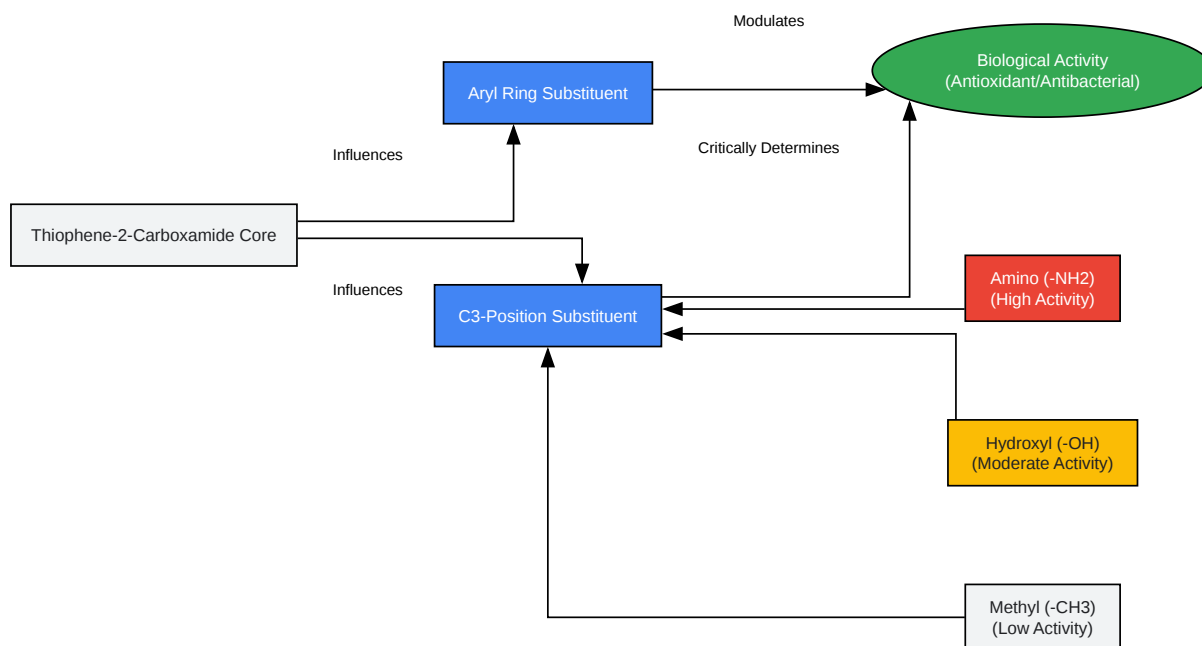 Modulates
Biological Activity
(Antioxidant/Antibacterial)
Aryl Ring Substituent
Critically Determines
Influences
Thiophene-2-Carboxamide Core
Influences
C3-Position Substituent
Amino (-NH2)
(High Activity)
Hydroxyl (-OH)
(Moderate Activity)
Methyl (-CH3)
(Low Activity)